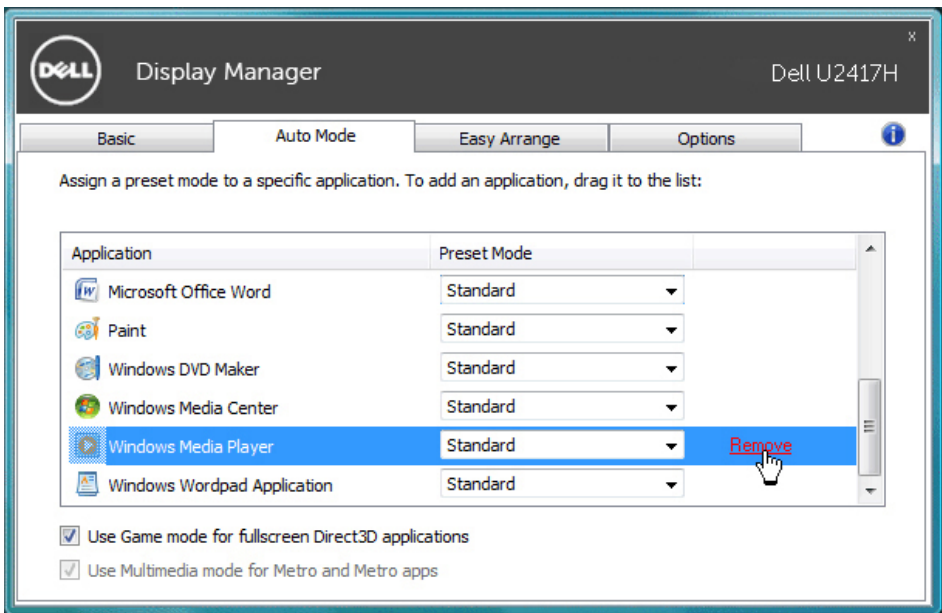 x
DELL Display Manager Dell U2417H
Basic Auto Mode Easy Arrange Options i
Assign a preset mode to a specific application. To add an application, drag it to the list:
Application Preset Mode
W Microsoft Office Word Standard
Paint Standard
Windows DVD Maker Standard
Windows Media Center Standard
Windows Media Player Standard Remove
Windows Wordpad Application Standard
Use Game mode for fullscreen Direct3D applications
Use Multimedia mode for Metro and Metro apps